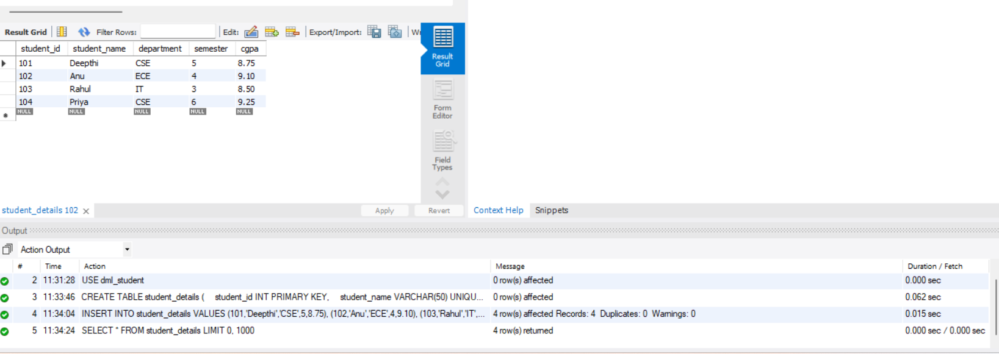 Result Grid Filter Rows: Edit: Export/Import:
student_id student_name department semester cgpa
101 Deepthi CSE 5 8.75
102 Anu ECE 4 9.10
103 Rahul IT 3 8.50
104 Priya CSE 6 9.25
NULL NULL NULL NULL NULL
Result
Grid
Form
Editor
Field
Types
student_details 102 Apply Revert
Context Help Snippets
Output
Action Output
# Time Action Message Duration / Fetch
2 11:31:28 USE dml_student 0 row(s) affected 0.000 sec
3 11:33:46 CREATE TABLE student_details ( student_id INT PRIMARY KEY, student_name VARCHAR(50) UNIQU... 0 row(s) affected 0.062 sec
4 11:34:04 INSERT INTO student_details VALUES (101,'Deepthi','CSE',5,8.75), (102,'Anu','ECE',4,9.10), (103,'Rahul','IT',... 4 row(s) affected Records: 4 Duplicates: 0 Warnings: 0 0.015 sec
5 11:34:24 SELECT * FROM student_details LIMIT 0, 1000 4 row(s) returned 0.000 sec / 0.000 sec